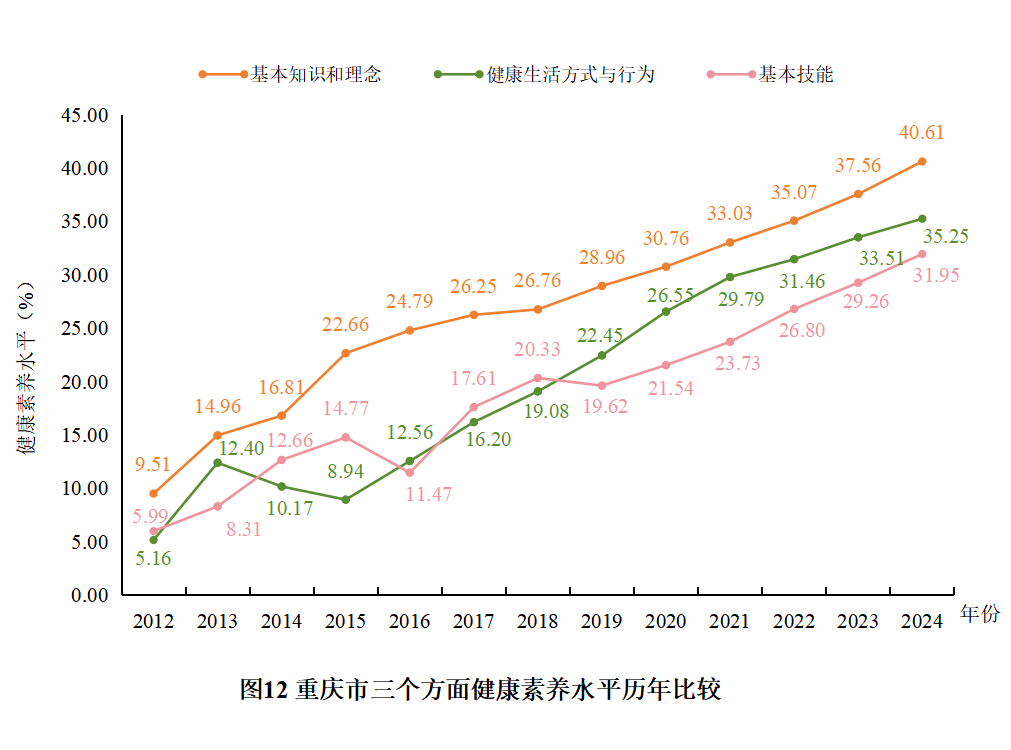 基本知识和理念 健康生活方式与行为 基本技能
健康素养水平（%）
45.00
40.00
35.00
30.00
25.00
20.00
15.00
10.00
5.00
0.00
9.51 14.96 16.81 22.66 24.79 26.25 26.76 28.96 30.76 33.03 35.07 37.56 40.61
5.16 12.40 10.17 8.94 12.56 16.20 19.08 22.45 26.55 29.79 31.46 33.51 35.25
5.99 8.31 12.66 14.77 11.47 17.61 20.33 19.62 21.54 23.73 26.80 29.26 31.95
2012 2013 2014 2015 2016 2017 2018 2019 2020 2021 2022 2023 2024 年份
图12 重庆市三个方面健康素养水平历年比较